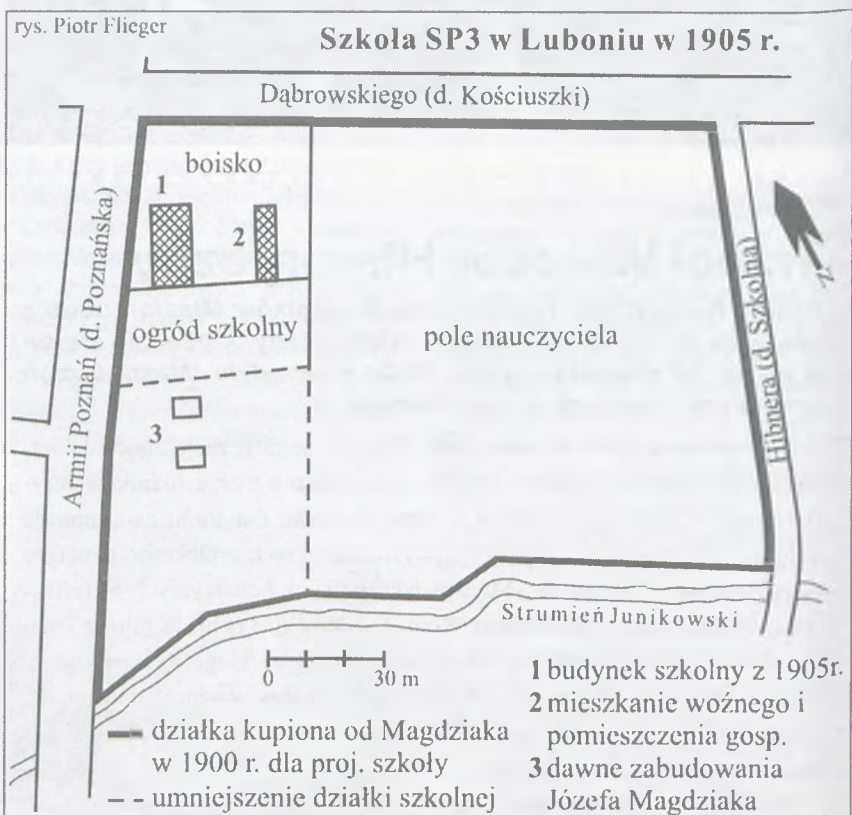 rys. Piotr Flieger
Szkoła SP3 w Luboniu w 1905 r.
Dąbrowskiego (d. Kościuszki)
boisko
1
2
Armii Poznań (d. Poznańska)
ogród szkolny
pole nauczyciela
Hibnera (d. Szkolna)
N
3
Strumień Junikowski
0 30 m
działka kupiona od Magdziaka
w 1900 r. dla proj. szkoły
umniejszenie działki szkolnej
1 budynek szkolny z 1905r.
2 mieszkanie woźnego i
pomieszczenia gosp.
3 dawne zabudowania
Józefa Magdziaka